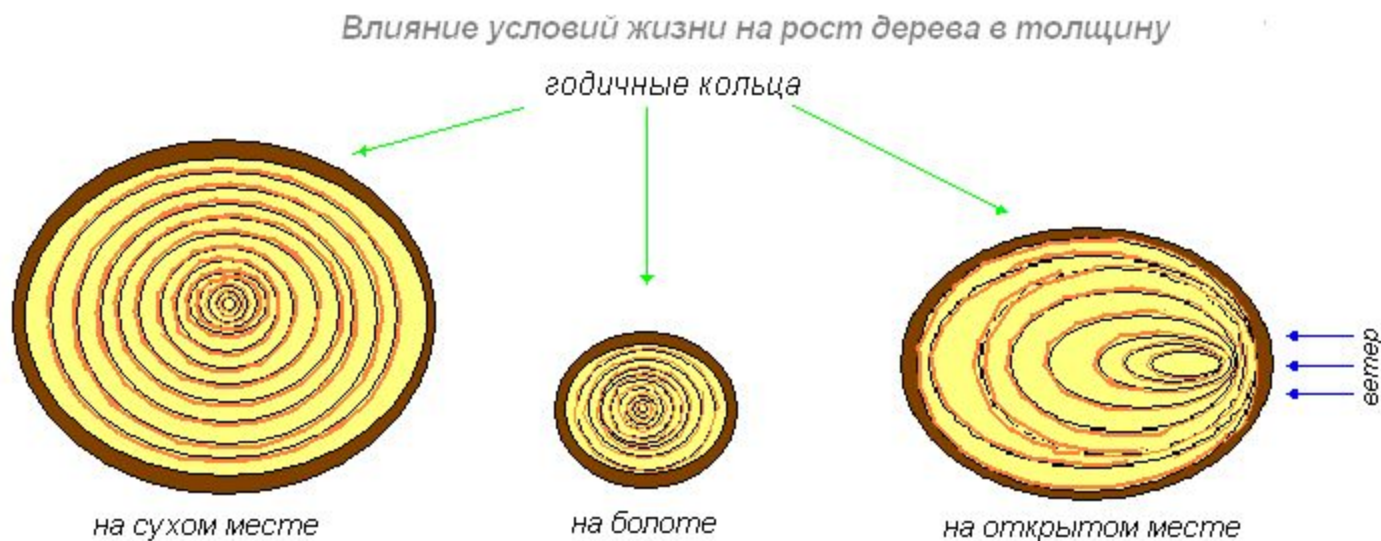 Влияние условий жизни на рост дерева в толщину
годичные кольца
ветер
на сухом месте
на болоте
на открытом месте